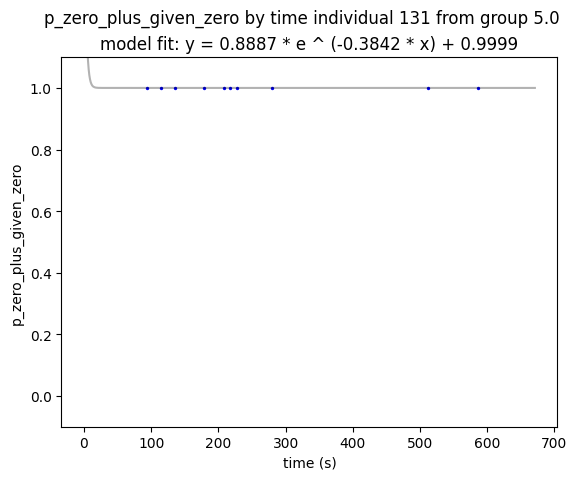 p_zero_plus_given_zero by time individual 131 from group 5.0
model fit: y = 0.8887 * e ^ (-0.3842 * x) + 0.9999
p_zero_plus_given_zero
1.0
0.8
0.6
0.4
0.2
0.0
0 100 200 300 400 500 600 700
time (s)